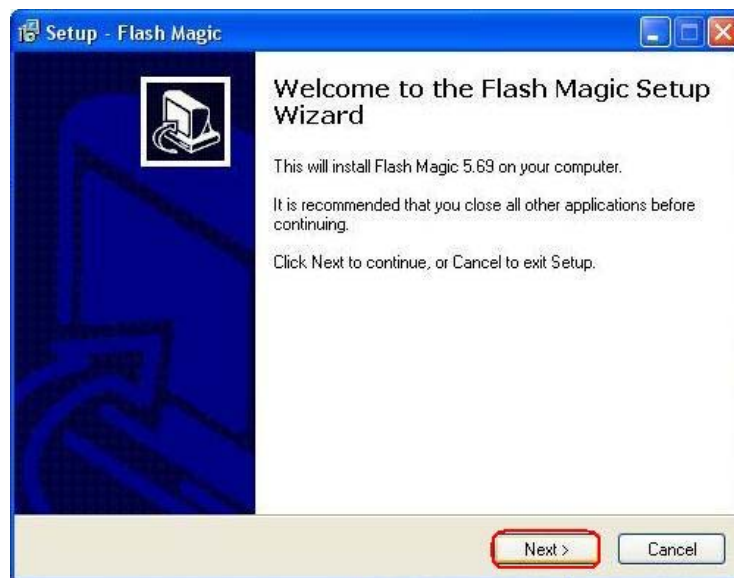 Setup - Flash Magic
Welcome to the Flash Magic Setup
Wizard
This will install Flash Magic 5.69 on your computer.
It is recommended that you close all other applications before
continuing.
Click Next to continue, or Cancel to exit Setup.
Next >
Cancel